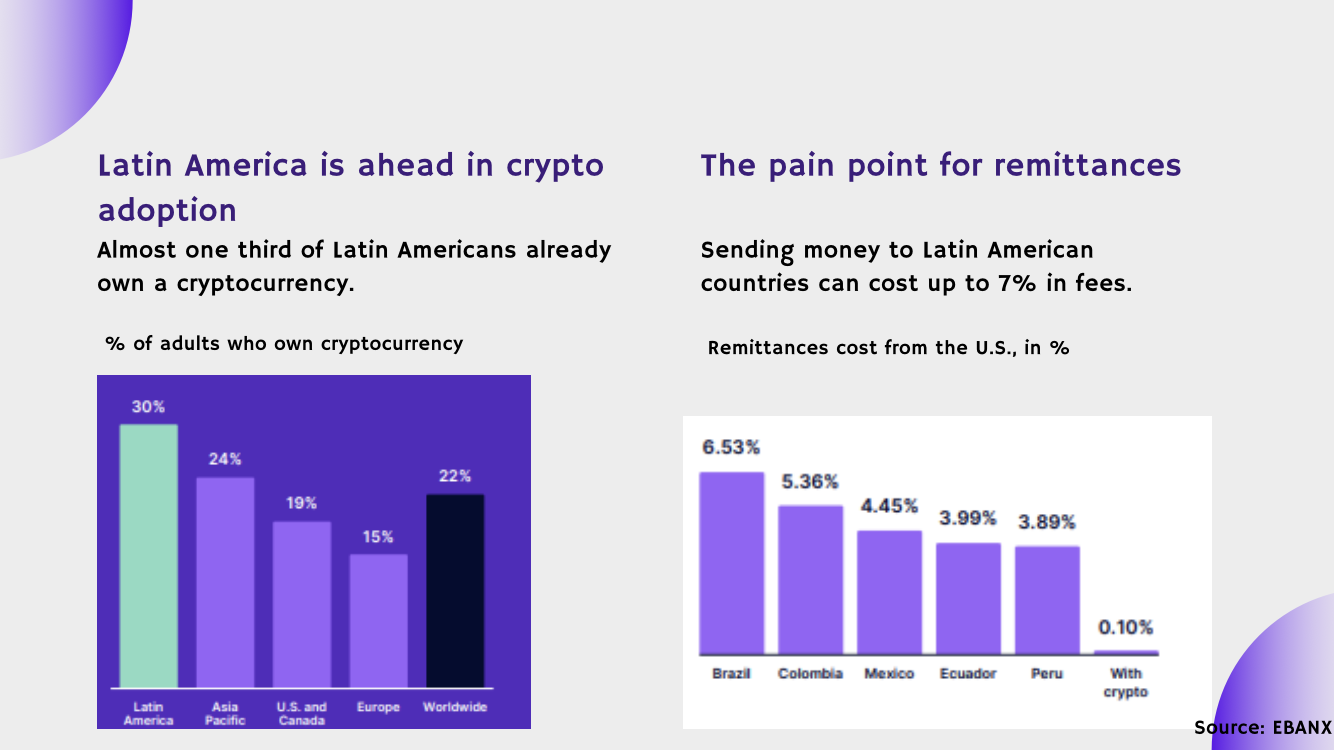 Latin America is ahead in crypto
adoption
Almost one third of Latin Americans already
own a cryptocurrency.
% of adults who own cryptocurrency
30%
24%
19%
15%
22%
Latin
America
Asia
Pacific
U.S. and
Canada
Europe
Worldwide
The pain point for remittances
Sending money to Latin American
countries can cost up to 7% in fees.
Remittances cost from the U.S., in %
6.53%
5.36%
4.45%
3.99%
3.89%
0.10%
Brazil
Colombia
Mexico
Ecuador
Peru
With
crypto
Source: EBANX